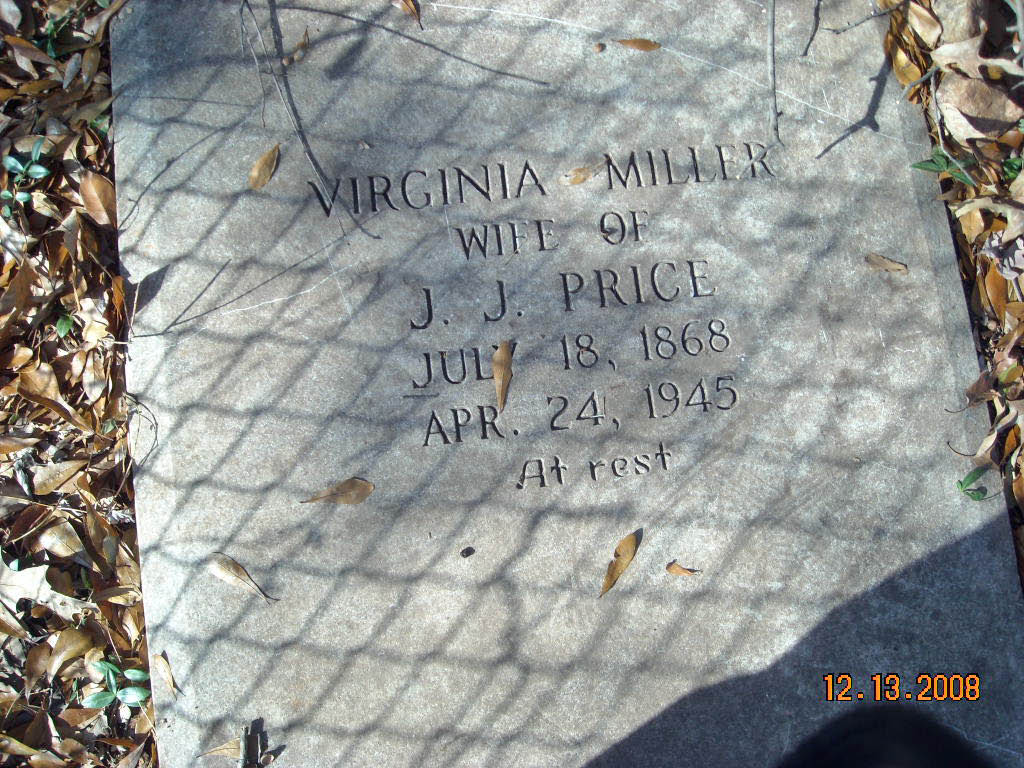 VIRGINIA MILLER
WIFE OF
J. J. PRICE
JULY 18, 1868
APR. 24, 1945
At rest
12.13.2008